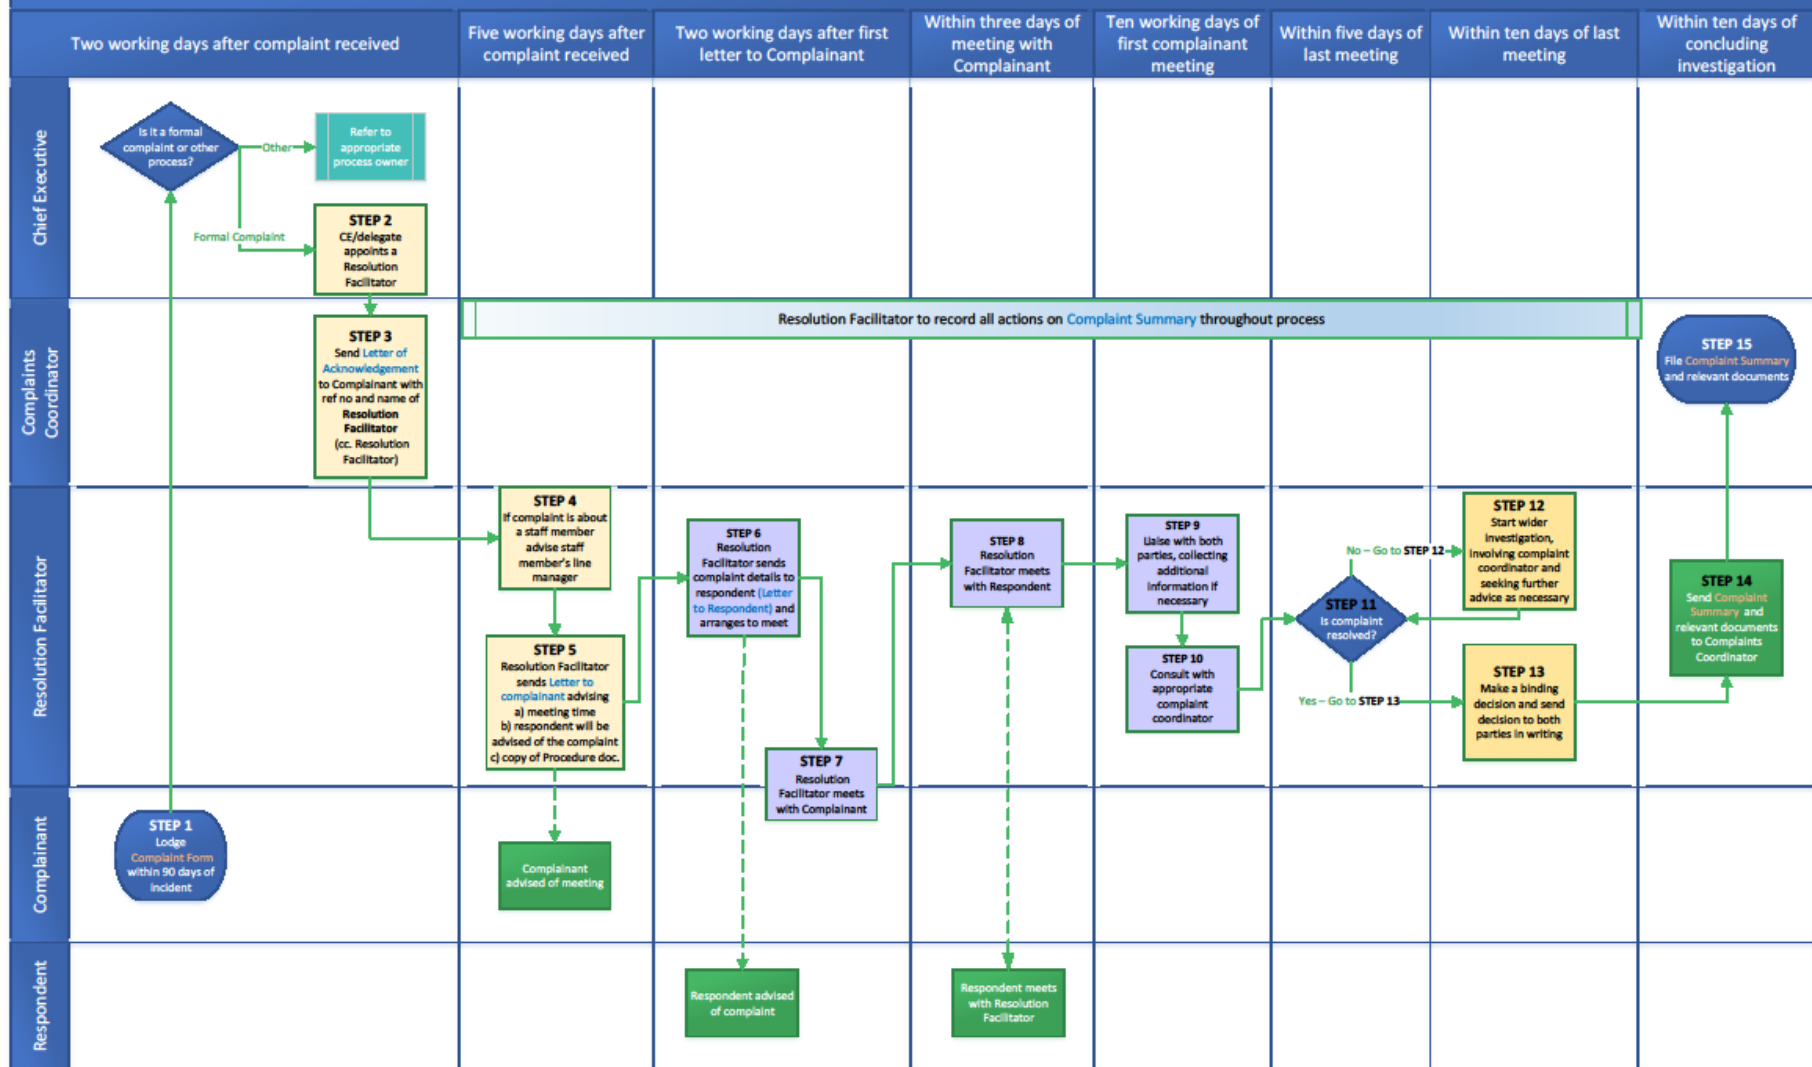 Two working days after complaint received
Five working days after
complaint received
Two working days after first
letter to Complainant
Within three days of
meeting with
Complainant
Ten working days of
first complainant
meeting
Within five days of
last meeting
Within ten days of last
meeting
Within ten days of
concluding
investigation
Chief Executive
Is it a formal
complaint or other
process?
Other
Refer to
appropriate
process owner
Formal Complaint
STEP 2
CE/delegate
appoints a
Resolution
Facilitator
Complaints
Coordinator
STEP 3
Send Letter of
Acknowledgement
to Complainant with
ref no and name of
Resolution
Facilitator
(cc. Resolution
Facilitator)
Resolution Facilitator to record all actions on Complaint Summary throughout process
STEP 15
File Complaint Summary
and relevant documents
Resolution Facilitator
STEP 4
If complaint is about
a staff member
advise staff
member's line
manager
STEP 5
Resolution Facilitator
sends Letter to
complainant advising
a) meeting time
b) respondent will be
advised of the complaint
c) copy of Procedure doc.
STEP 6
Resolution
Facilitator sends
complaint details to
respondent (Letter
to Respondent) and
arranges to meet
STEP 7
Resolution
Facilitator meets
with Complainant
STEP 8
Resolution
Facilitator meets
with Respondent
STEP 9
Liaise with both
parties, collecting
additional
information if
necessary
STEP 10
Consult with
appropriate
complaint
coordinator
STEP 11
Is complaint
resolved?
No – Go to STEP 12
Yes – Go to STEP 13
STEP 12
Start wider
investigation,
involving complaint
coordinator and
seeking further
advice as necessary
STEP 13
Make a binding
decision and send
decision to both
parties in writing
STEP 14
Send Complaint
Summary and
relevant documents
to Complaints
Coordinator
Complainant
STEP 1
Lodge
Complaint Form
within 90 days of
incident
Complainant
advised of meeting
Respondent
Respondent advised
of complaint
Respondent meets
with Resolution
Facilitator